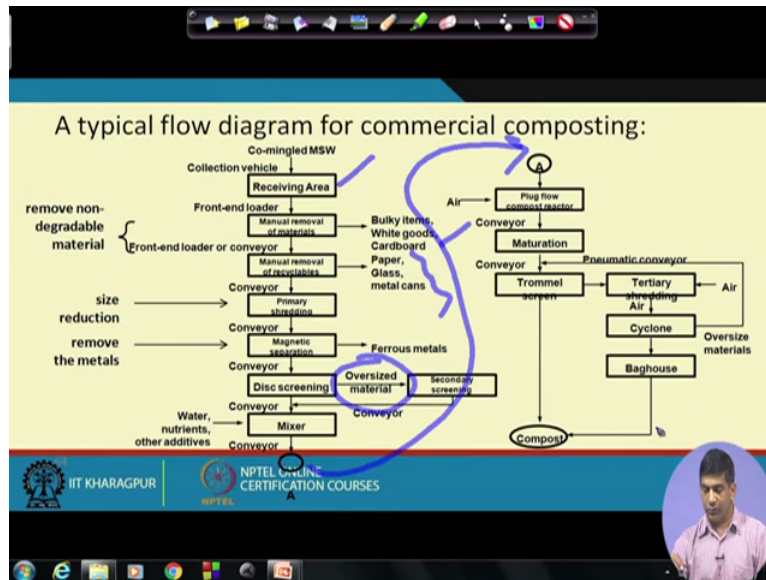 A typical flow diagram for commercial composting:
Co-mingled MSW
Collection vehicle
Receiving Area
Front-end loader
remove non-
degradable
material
Manual removal
of materials
Bulky items,
White goods,
Cardboard
Front-end loader or conveyor
Manual removal
of recyclables
Paper,
Glass,
metal cans
Conveyor
size
reduction
Primary
shredding
Conveyor
remove
the metals
Magnetic
separation
Ferrous metals
Conveyor
Disc screening
Oversized
material
Secondary
screening
Conveyor
Conveyor
Water,
nutrients,
other additives
Mixer
Conveyor
A
A
Air
Plug flow
compost reactor
Conveyor
Maturation
Conveyor
Pneumatic conveyor
Trommel
screen
Tertiary
shredding
Air
Air
Cyclone
Oversize
materials
Baghouse
Compost
IIT KHARAGPUR
NPTEL
NPTEL ONLINE
CERTIFICATION COURSES